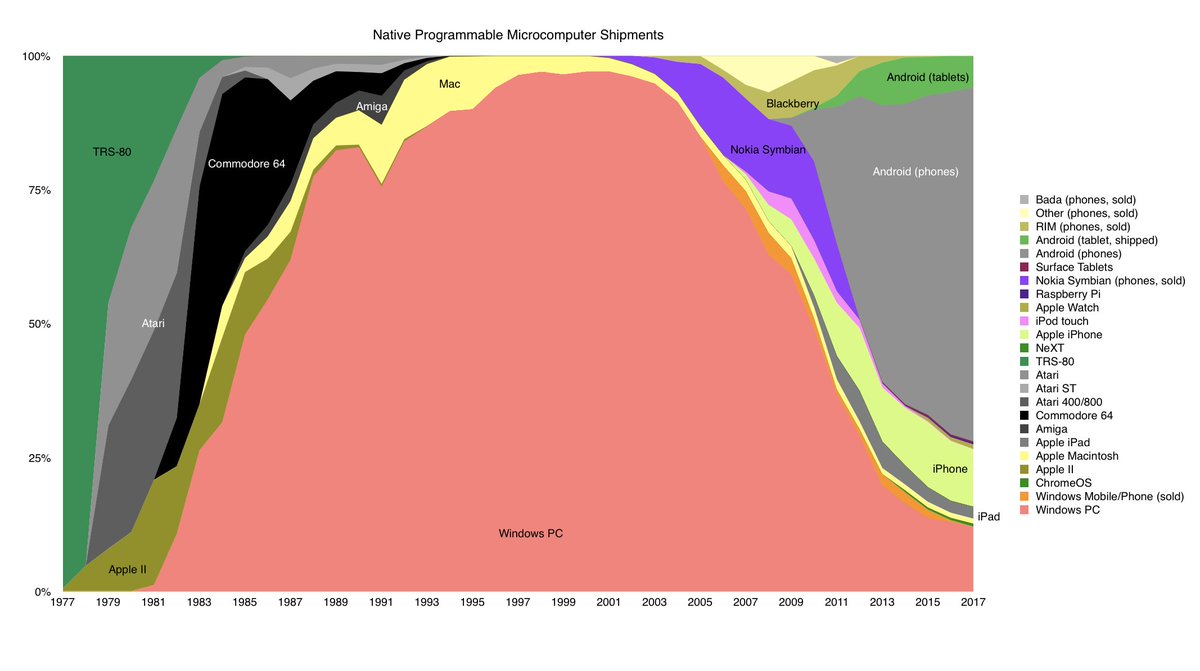 Native Programmable Microcomputer Shipments
100%
75%
50%
25%
0%
TRS-80
Atari
Apple II
Commodore 64
Amiga
Mac
Windows PC
Nokia Symbian
Blackberry
Android (tablets)
Android (phones)
iPhone
iPad
1977 1979 1981 1983 1985 1987 1989 1991 1993 1995 1997 1999 2001 2003 2005 2007 2009 2011 2013 2015 2017
Bada (phones, sold)
Other (phones, sold)
RIM (phones, sold)
Android (tablet, shipped)
Android (phones)
Surface Tablets
Nokia Symbian (phones, sold)
Raspberry Pi
Apple Watch
iPod touch
Apple iPhone
NeXT
TRS-80
Atari
Atari ST
Atari 400/800
Commodore 64
Amiga
Apple iPad
Apple Macintosh
Apple II
ChromeOS
Windows Mobile/Phone (sold)
Windows PC